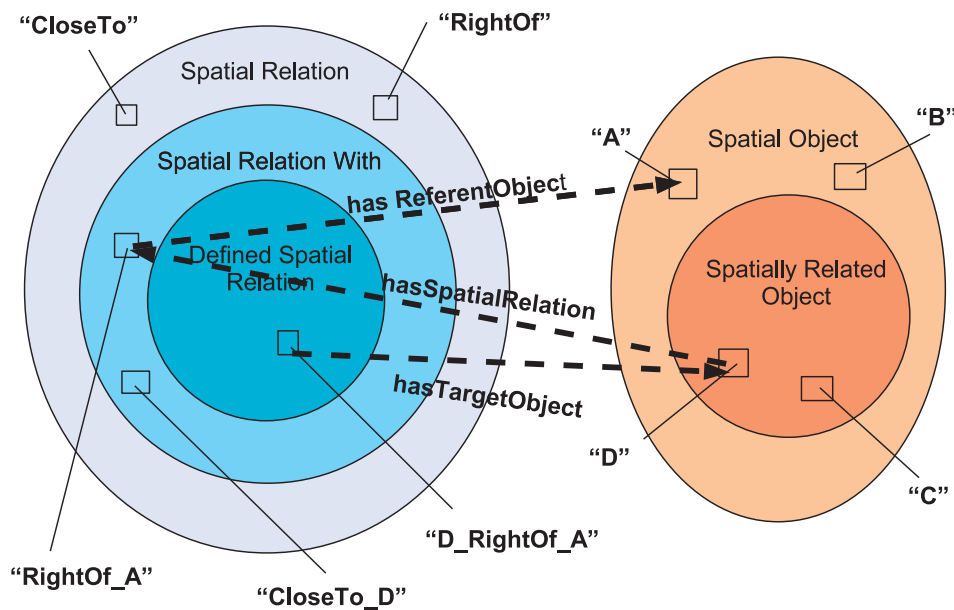 “CloseTo”
“RightOf”
Spatial Relation
“A”
“B”
Spatial Object
Spatial Relation With
has ReferentObject
Defined Spatial
Relation
hasSpatialRelation
Spatially Related
Object
hasTargetObject
“D”
“C”
“D_RightOf_A”
“RightOf_A”
“CloseTo_D”